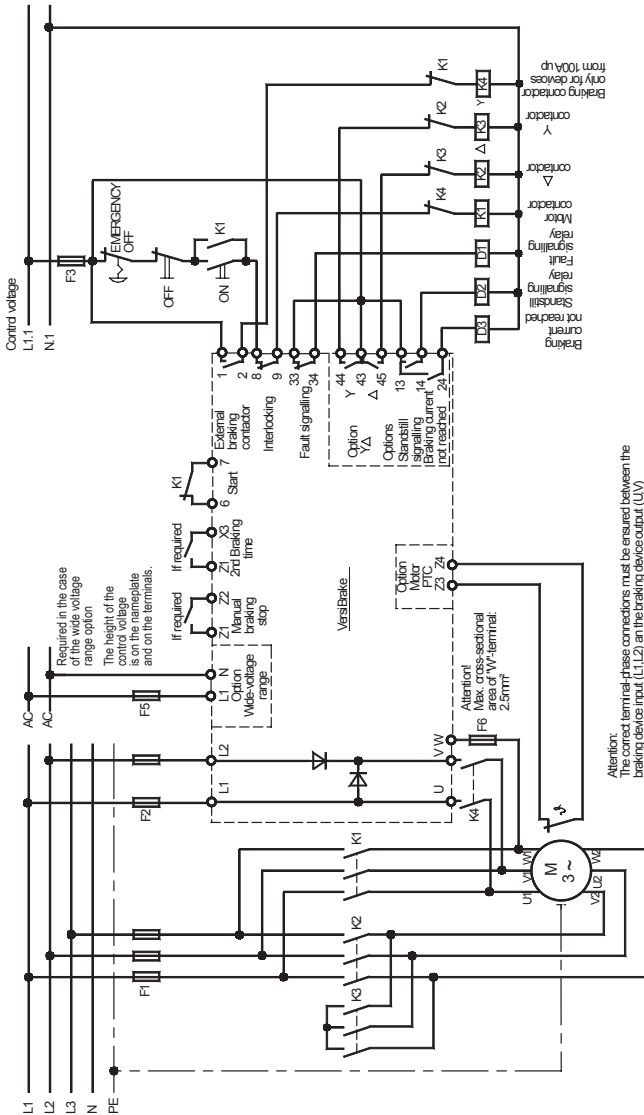 L1
L2
L3
N
PE
F1
K3
K2
K1
F2
L1
L2
U
V W
K4
F6
Attention!
Max. cross-sectional
area of "W"-terminal:
2.5mm²
U1
V1
W1
M
3 ~
V2
U2
W2
ϑ
AC
AC
F5
Required in the case
of the wide voltage
range option
The height of the
control voltage
is on the nameplate
and on the terminals.
L1
N
Option
Wide-voltage
range
If required
Z1
Z2
Manual
braking
stop
If required
Z1
X3
2nd Braking
time
K1
6
7
Start
VersiBrake
Option
Motor
PTC
Z3
Z4
Control voltage
L1.1
N.1
F3
EMERGENCY
OFF
OFF
ON
K1
1
2
8
9
33
34
External
braking
contactor
Interlocking
Fault signalling
44
43
45
13
14
24
Y
Δ
Option
YΔ
Options
Standstill
signalling
Braking current
not reached
D3
D2
D1
K1
K2
K3
K4
K4
K3
K2
K1
Δ
Y
Braking
current
not reached
Standstill
signalling
relay
Fault
signalling
relay
Motor
contactor
Δ
contactor
Y
contactor
Braking contactor
only for devices
from 100A up
Attention:
The correct terminal-phase connections must be ensured between the
braking device input (L1,L2) an the braking device output (U,V)